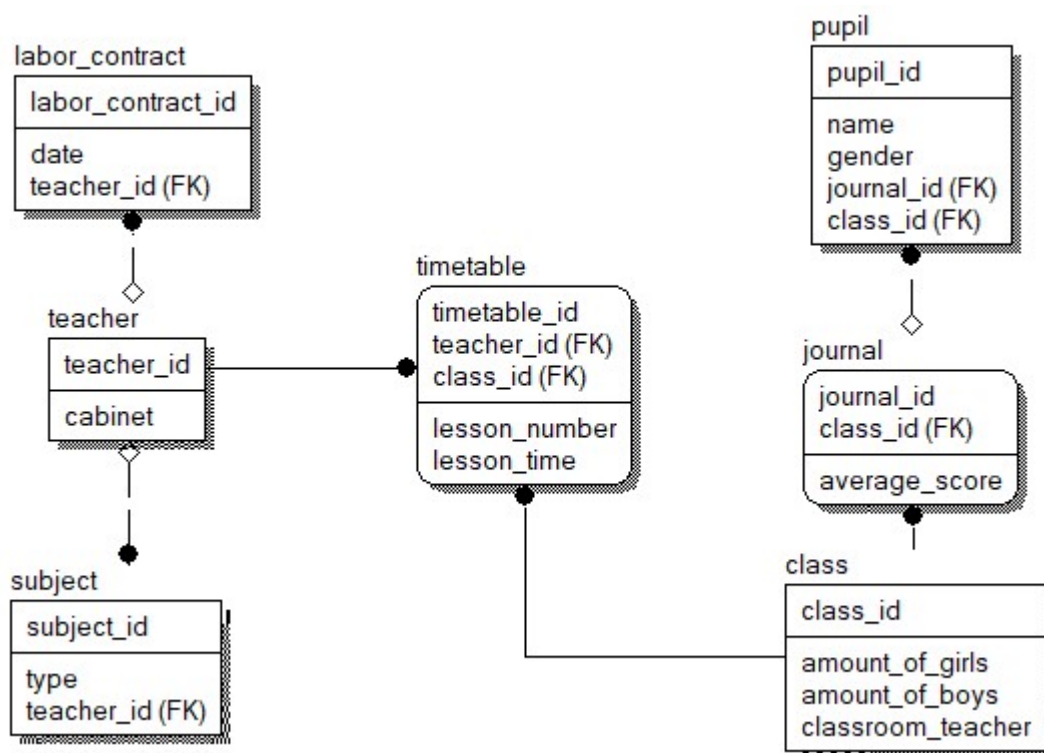 labor_contract
labor_contract_id
date
teacher_id (FK)
teacher
teacher_id
cabinet
subject
subject_id
type
teacher_id (FK)
timetable
timetable_id
teacher_id (FK)
class_id (FK)
lesson_number
lesson_time
pupil
pupil_id
name
gender
journal_id (FK)
class_id (FK)
journal
journal_id
class_id (FK)
average_score
class
class_id
amount_of_girls
amount_of_boys
classroom_teacher